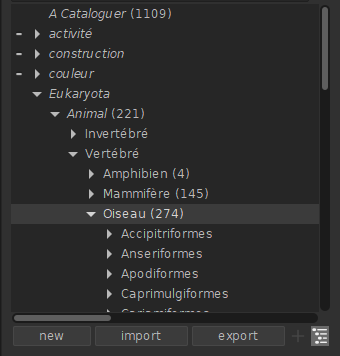 A Cataloguer (1109)
activité
construction
couleur
Eukaryota
Animal (221)
Invertébré
Vertébré
Amphibien (4)
Mammifère (145)
Oiseau (274)
Accipitriformes
Anseriformes
Apodiformes
Caprimulgiformes
new import export